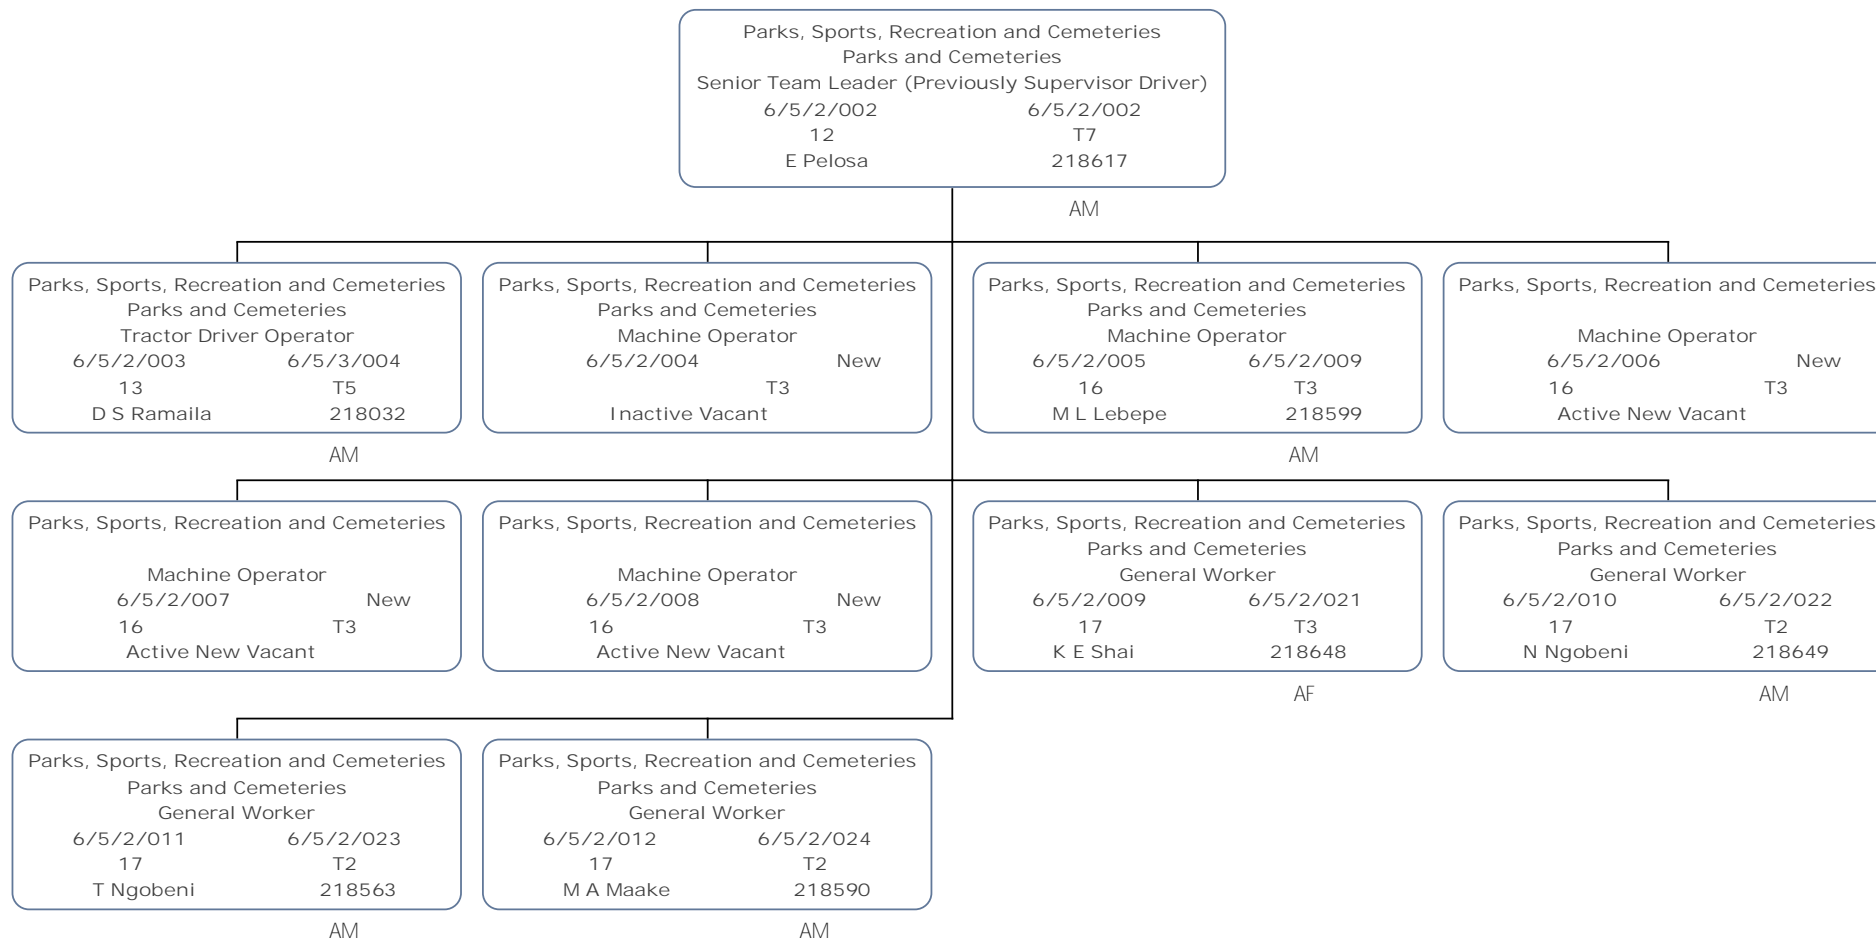 Parks, Sports, Recreation and Cemeteries
Parks and Cemeteries
Senior Team Leader (Previously Supervisor Driver)
6/5/2/002 6/5/2/002
12 T7
E Pelosa 218617
AM
Parks, Sports, Recreation and Cemeteries
Parks and Cemeteries
Tractor Driver Operator
6/5/2/003 6/5/3/004
13 T5
D S Ramaila 218032
AM
Parks, Sports, Recreation and Cemeteries
Parks and Cemeteries
Machine Operator
6/5/2/004 New
T3
Inactive Vacant
Parks, Sports, Recreation and Cemeteries
Parks and Cemeteries
Machine Operator
6/5/2/005 6/5/2/009
16 T3
M L Lebepe 218599
AM
Parks, Sports, Recreation and Cemeteries
Machine Operator
6/5/2/006 New
16 T3
Active New Vacant
Parks, Sports, Recreation and Cemeteries
Machine Operator
6/5/2/007 New
16 T3
Active New Vacant
Parks, Sports, Recreation and Cemeteries
Machine Operator
6/5/2/008 New
16 T3
Active New Vacant
Parks, Sports, Recreation and Cemeteries
Parks and Cemeteries
General Worker
6/5/2/009 6/5/2/021
17 T3
K E Shai 218648
AF
Parks, Sports, Recreation and Cemeteries
Parks and Cemeteries
General Worker
6/5/2/010 6/5/2/022
17 T2
N Ngobeni 218649
AM
Parks, Sports, Recreation and Cemeteries
Parks and Cemeteries
General Worker
6/5/2/011 6/5/2/023
17 T2
T Ngobeni 218563
AM
Parks, Sports, Recreation and Cemeteries
Parks and Cemeteries
General Worker
6/5/2/012 6/5/2/024
17 T2
M A Maake 218590
AM